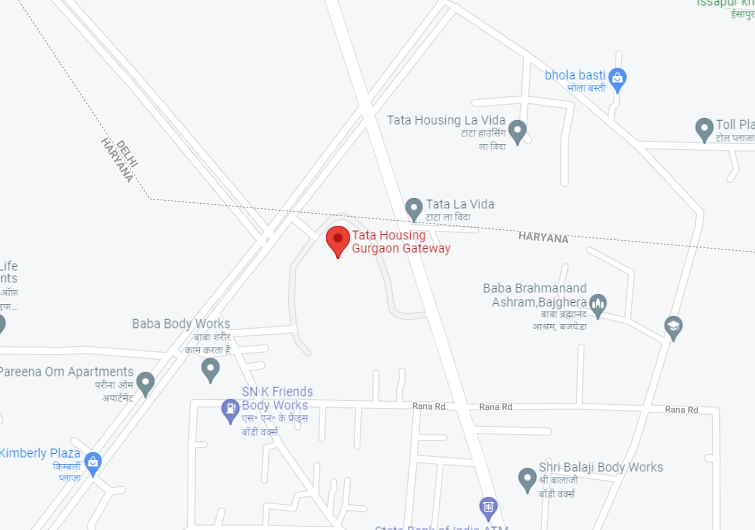 Issapur kh
ईसापुर
bhola basti
भोला बस्ती
Tata Housing La Vida
टाटा हाउसिंग
ला विदा
Toll Pla
टोल प्लाजा
DELHI
HARYANA
Tata La Vida
टाटा ला विदा
HARYANA
Tata Housing
Gurgaon Gateway
Life
nts
ऑफ़
इफ...
Baba Brahmanand
Ashram,Bajghera
बाबा ब्रह्मानंद
आश्रम, बजघेडा
Baba Body Works
बाबा शरीर
काम करता है
Pareena Om Apartments
परीना ओम
अपार्टमेंट
SN K Friends
Body Works
एस॰ एन॰ के फ्रेंड्स
बॉडी वर्क्स
Rana Rd
Rana Rd
Rana Rd
Kimberly Plaza
किम्बर्ली
प्लाजा
Shri Balaji Body Works
श्री बालाजी
बॉडी वर्क्स
State Bank of India ATM